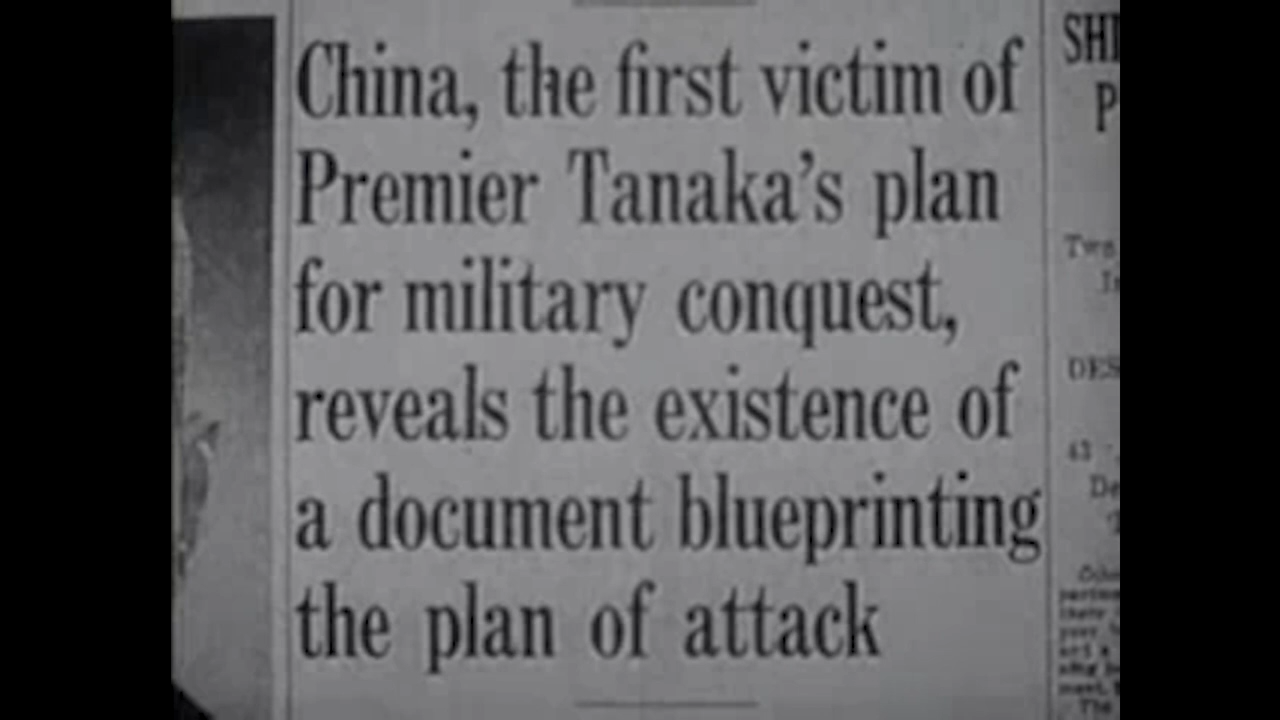 China, the first victim of
Premier Tanaka's plan
for military conquest,
reveals the existence of
a document blueprinting
the plan of attack